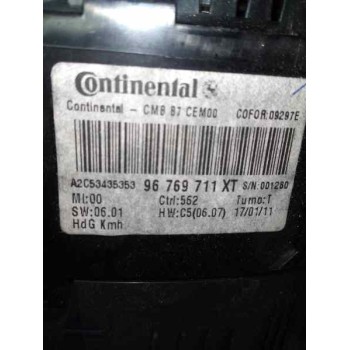 Continental
Continental - CMB B7 CEM00 COFOR:09297E
A2C53435353 96 769 711 XT S/N 001280
MI:00 Ctrl:562 Turno:T
SW:06.01 HW:C5(06.07) 17/01/11
HdG Kmh